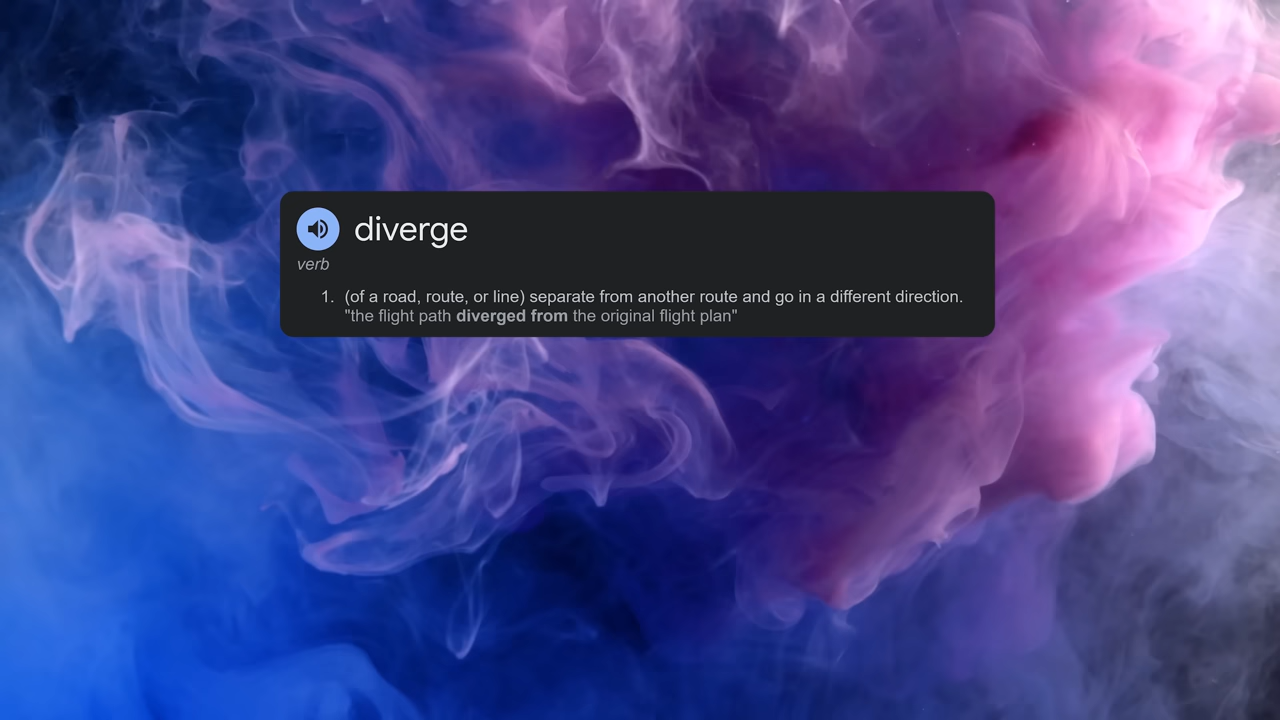 diverge
verb
1. (of a road, route, or line) separate from another route and go in a different direction.
"the flight path diverged from the original flight plan"